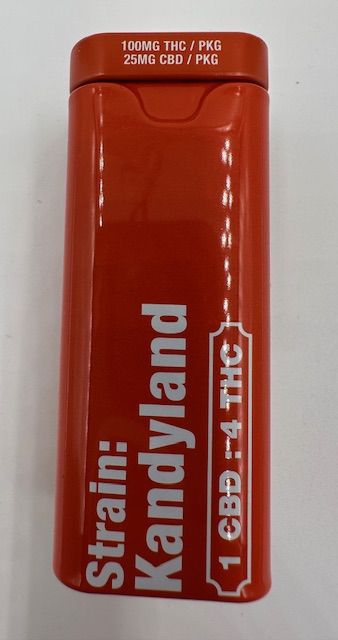 100MG THC / PKG
25MG CBD / PKG
Strain:
Kandyland
1 CBD : 4 THC